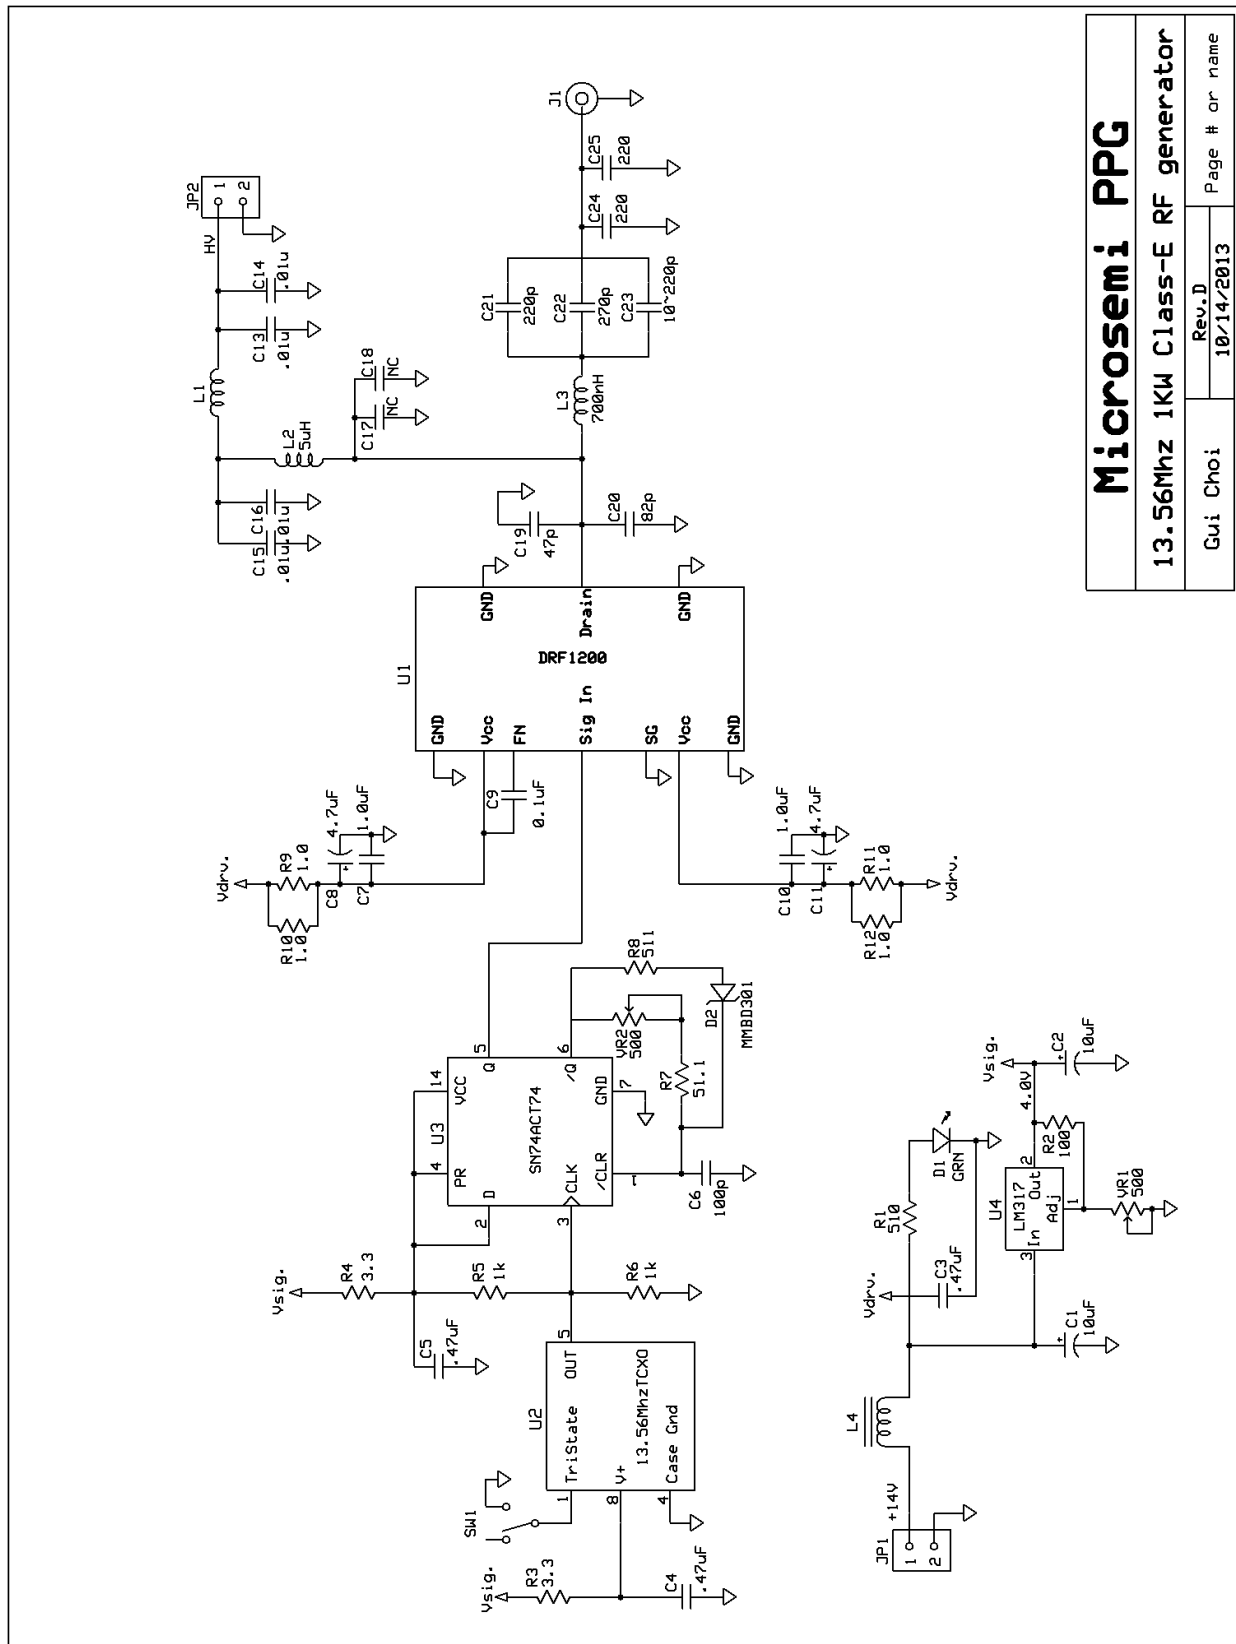 Microsemi PPG
13.56Mhz 1KW Class-E RF generator
Gui Choi
Rev.D
10/14/2013
Page # or name
Vsig.
R3
3.3
C4
.47uF
SW1
U2
TriState
OUT
V+
13.56MhzTCXO
Case Gnd
1
8
4
5
C5
.47uF
Vsig.
R4
3.3
R5
1k
R6
1k
U3
SN74ACT74
D
PR
VCC
CLK
/CLR
GND
Q
/Q
2
4
14
3
1
7
5
6
C6
100p
R7
51.1
VR2
500
R8
511
D2
MMBD301
Vdrv.
R10
1.0
R9
1.0
C8
4.7uF
C7
1.0uF
C9
0.1uF
C10
1.0uF
C11
4.7uF
R12
1.0
R11
1.0
Vdrv.
U1
DRF1200
GND
Vcc
FN
Sig In
SG
Vcc
GND
GND
Drain
GND
C15
.01u
C16
.01u
L2
5uH
L1
C13
.01u
C14
.01u
HV
JP2
1
2
C17
NC
C18
NC
C19
47p
C20
82p
L3
700nH
C21
220p
C22
270p
C23
10~220p
C24
220
C25
220
J1
JP1
1
2
+14V
L4
C1
10uF
Vdrv.
C3
.47uF
R1
510
D1
GRN
U4
LM317
In
Out
Adj
3
2
1
R2
100
VR1
500
4.0V
Vsig.
C2
10uF